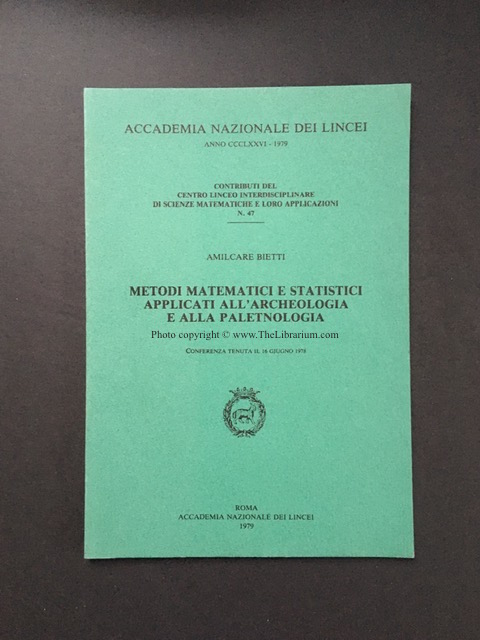 ACCADEMIA NAZIONALE DEI LINCEI
ANNO CCCLXXVI - 1979
CONTRIBUTI DEL
CENTRO LINCEO INTERDISCIPLINARE
DI SCIENZE MATEMATICHE E LORO APPLICAZIONI
N. 47
AMILCARE BIETTI
METODI MATEMATICI E STATISTICI
APPLICATI ALL'ARCHEOLOGIA
E ALLA PALETNOLOGIA
Photo copyright © www.TheLibrarium.com
CONFERENZA TENUTA IL 16 GIUGNO 1978
ROMA
ACCADEMIA NAZIONALE DEI LINCEI
1979